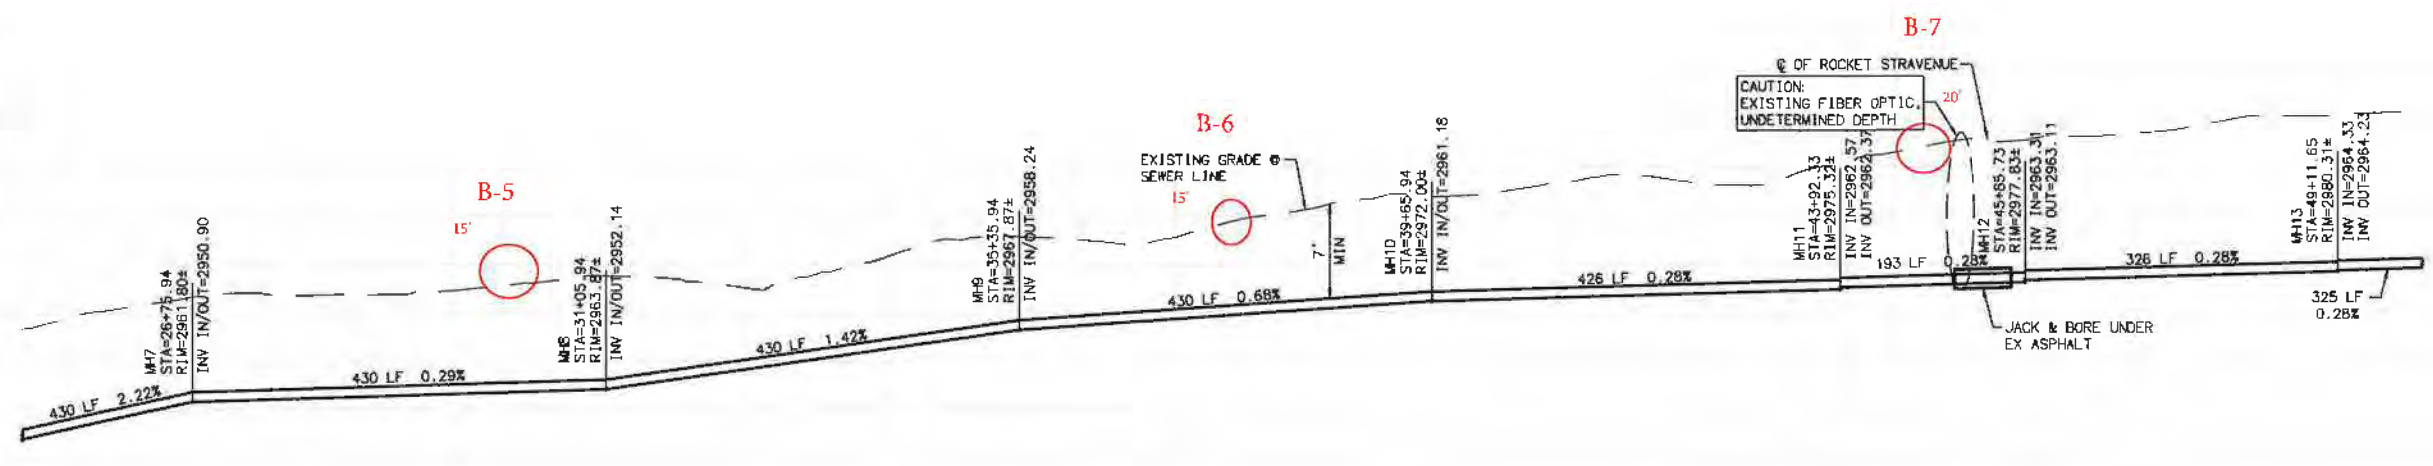 B-7
℄ OF ROCKET STRAVENUE
CAUTION:
EXISTING FIBER OPTIC,
UNDETERMINED DEPTH
20'
B-6
EXISTING GRADE @
SEWER LINE
15'
B-5
15'
7'
MIN
MH7
STA=26+75.94
RIM=2961.80±
INV IN/OUT=2950.90
MH8
STA=31+05.94
RIM=2963.87±
INV IN/OUT=2952.14
MH9
STA=35+35.94
RIM=2967.87±
INV IN/OUT=2958.24
MH10
STA=39+65.94
RIM=2972.00±
INV IN/OUT=2961.18
MH11
STA=43+92.33
RIM=2975.32±
INV IN=2962.57
INV OUT=2962.37
MH12
STA=45+85.73
RIM=2977.83±
INV IN=2963.31
INV OUT=2963.11
MH13
STA=49+11.65
RIM=2980.31±
INV IN=2964.33
INV OUT=2964.23
430 LF 2.22%
430 LF 0.29%
430 LF 1.42%
430 LF 0.68%
426 LF 0.28%
193 LF 0.28%
326 LF 0.28%
325 LF
0.28%
JACK & BORE UNDER
EX ASPHALT